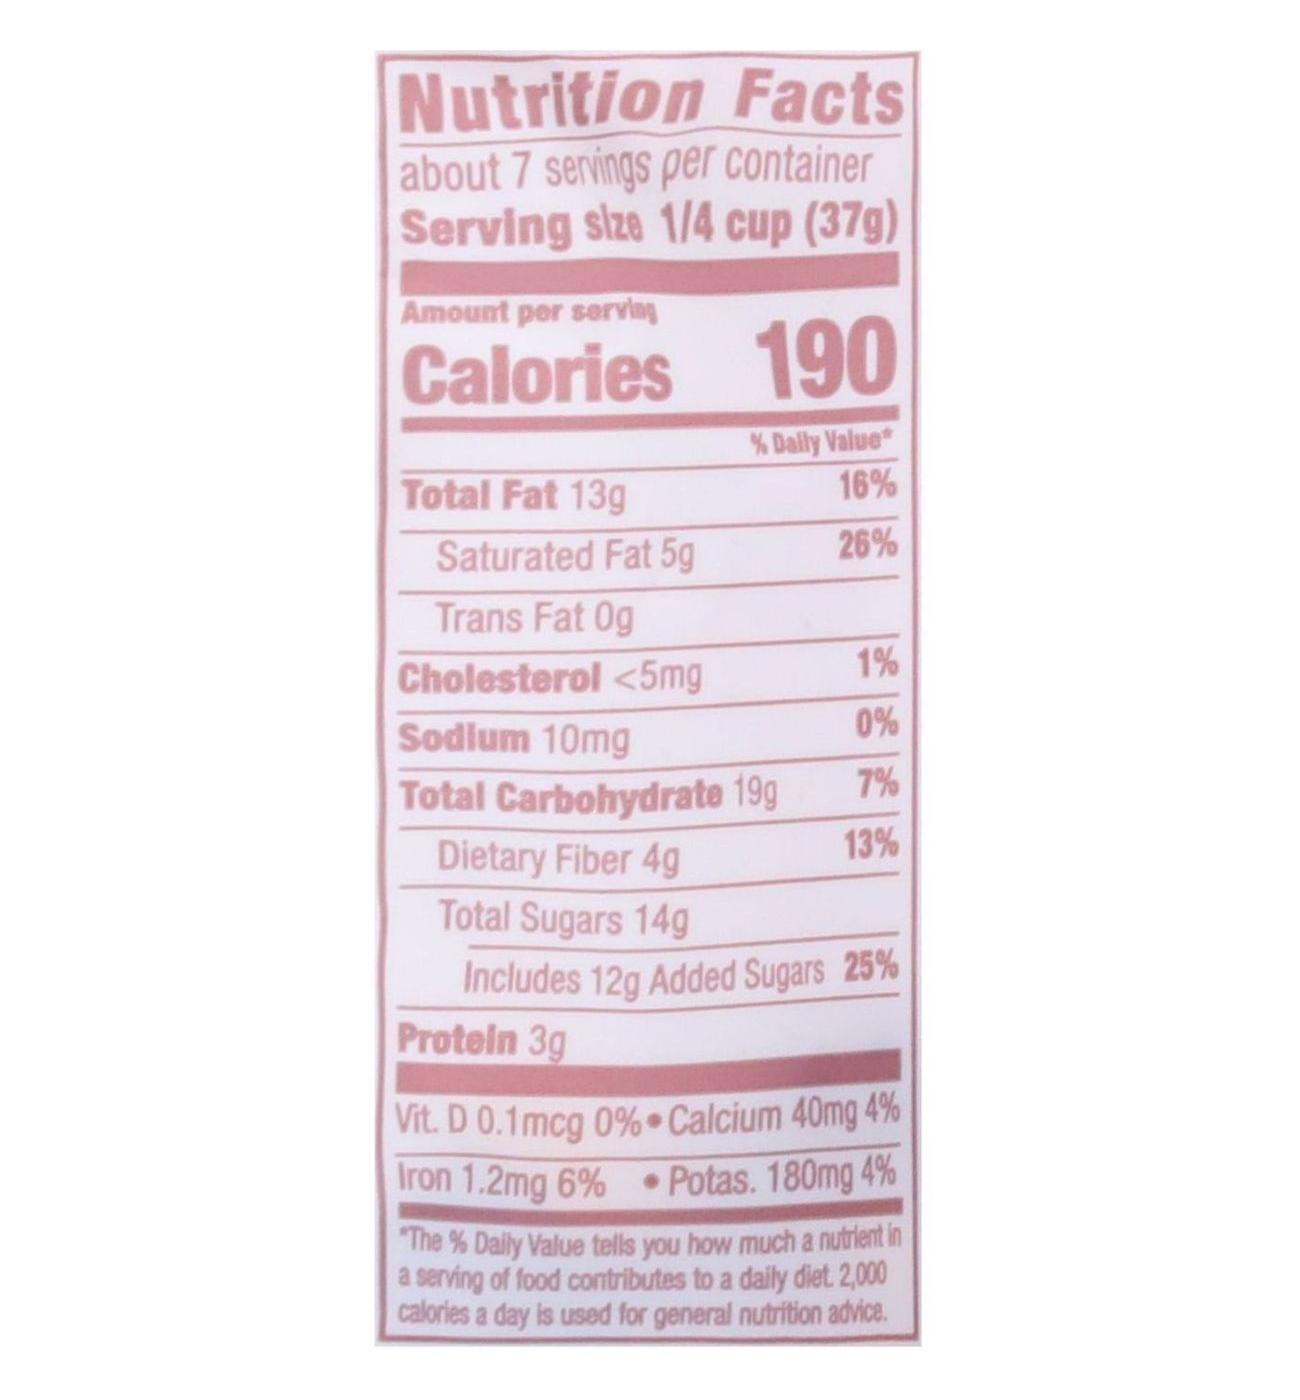 Nutrition Facts
about 7 servings per container
Serving size 1/4 cup (37g)
Amount per serving
Calories 190
% Daily Value*
Total Fat 13g 16%
Saturated Fat 5g 26%
Trans Fat 0g
Cholesterol <5mg 1%
Sodium 10mg 0%
Total Carbohydrate 19g 7%
Dietary Fiber 4g 13%
Total Sugars 14g
Includes 12g Added Sugars 25%
Protein 3g
Vit. D 0.1mcg 0% • Calcium 40mg 4%
Iron 1.2mg 6% • Potas. 180mg 4%
*The % Daily Value tells you how much a nutrient in
a serving of food contributes to a daily diet. 2,000
calories a day is used for general nutrition advice.